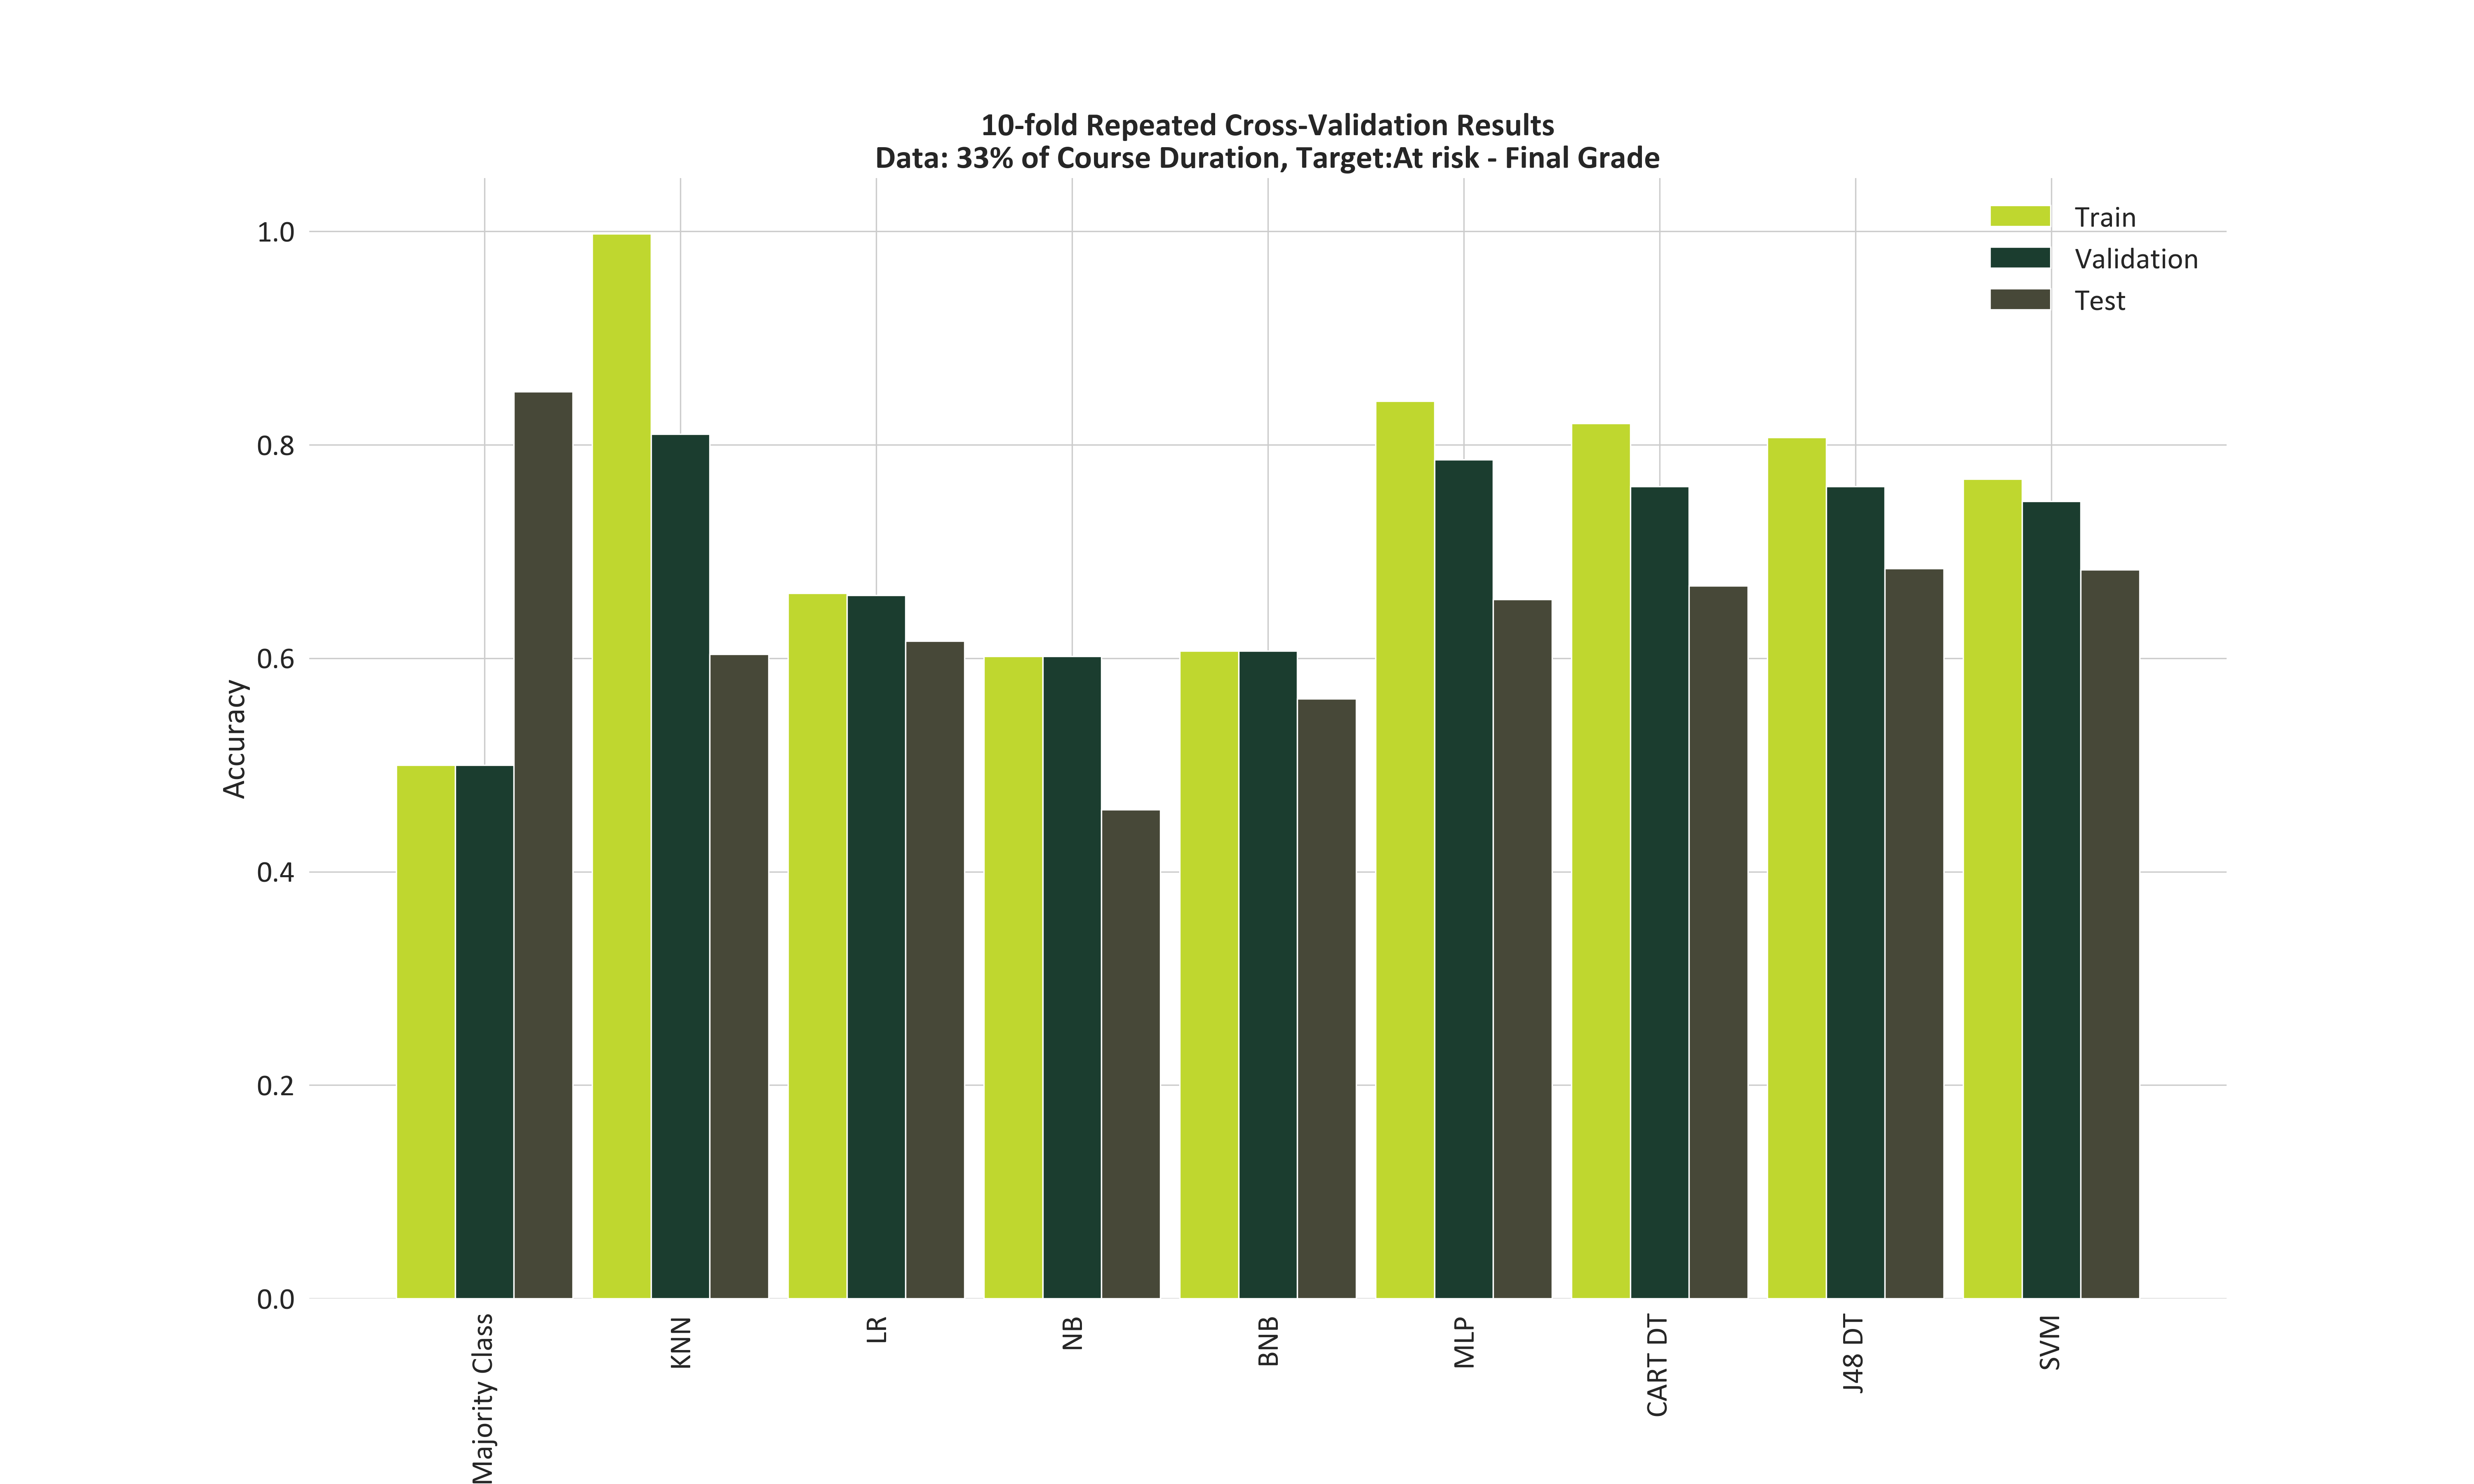 10-fold Repeated Cross-Validation Results
Data: 33% of Course Duration, Target:At risk - Final Grade
Train
Validation
Test
Accuracy
1.0
0.8
0.6
0.4
0.2
0.0
Majority Class
KNN
LR
NB
BNB
MLP
CART DT
J48 DT
SVM